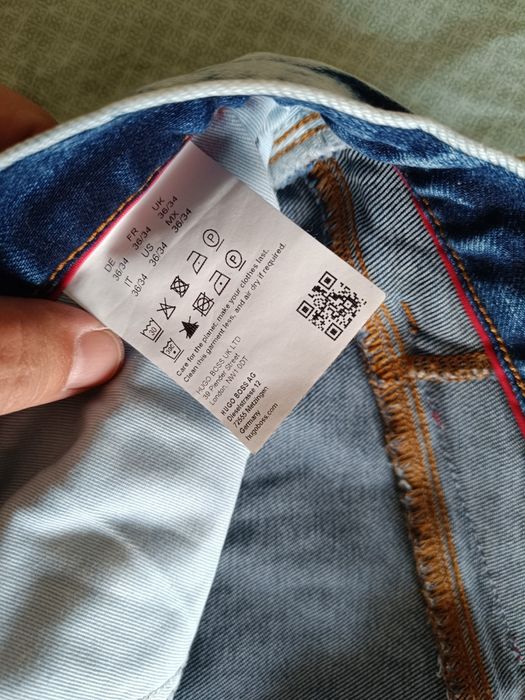 DE FR UK
36/34 36/34 36/34
IT US MX
36/34 36/34 36/34
30 P
P
Care for the planet, make your clothes last.
Clean this garment less, and air dry if required.
HUGO BOSS UK LTD
39 Plender Street
London, NW1 0DT
HUGO BOSS AG
Dieselstrasse 12
72555 Metzingen
Germany
hugoboss.com